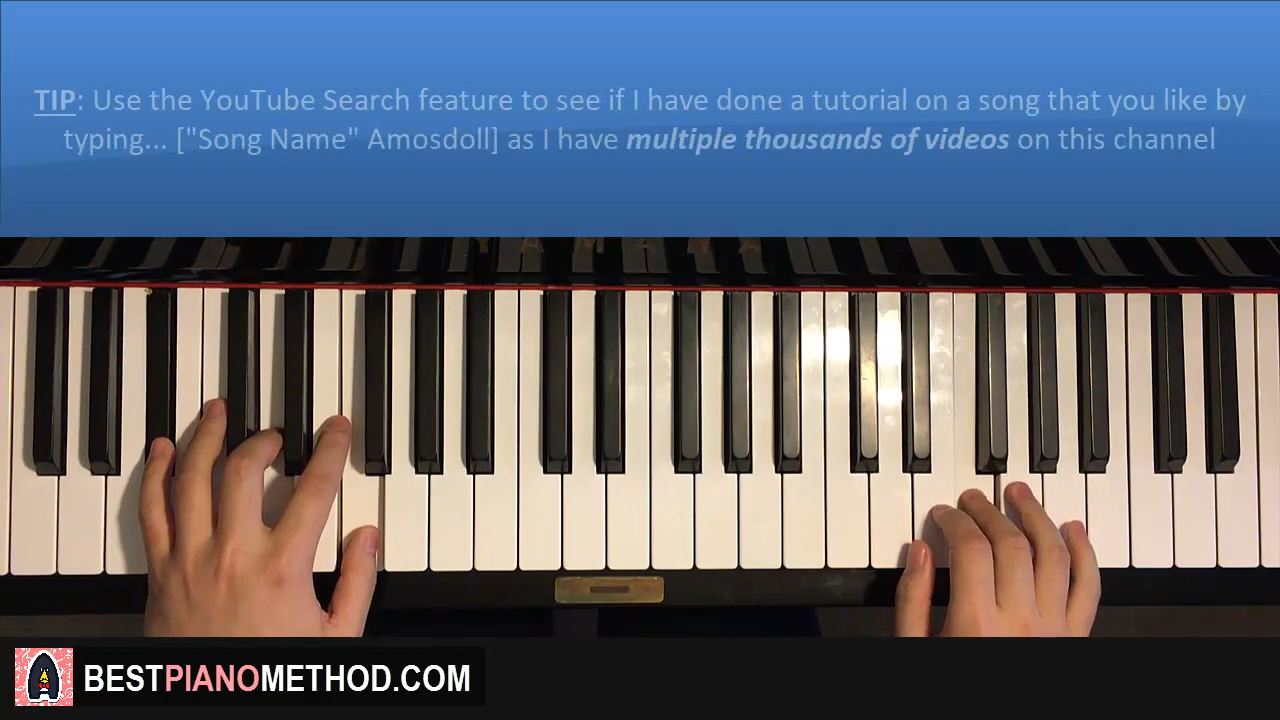 TIP: Use the YouTube Search feature to see if I have done a tutorial on a song that you like by
typing... ["Song Name" Amosdoll] as I have multiple thousands of videos on this channel
BESTPIANOMETHOD.COM